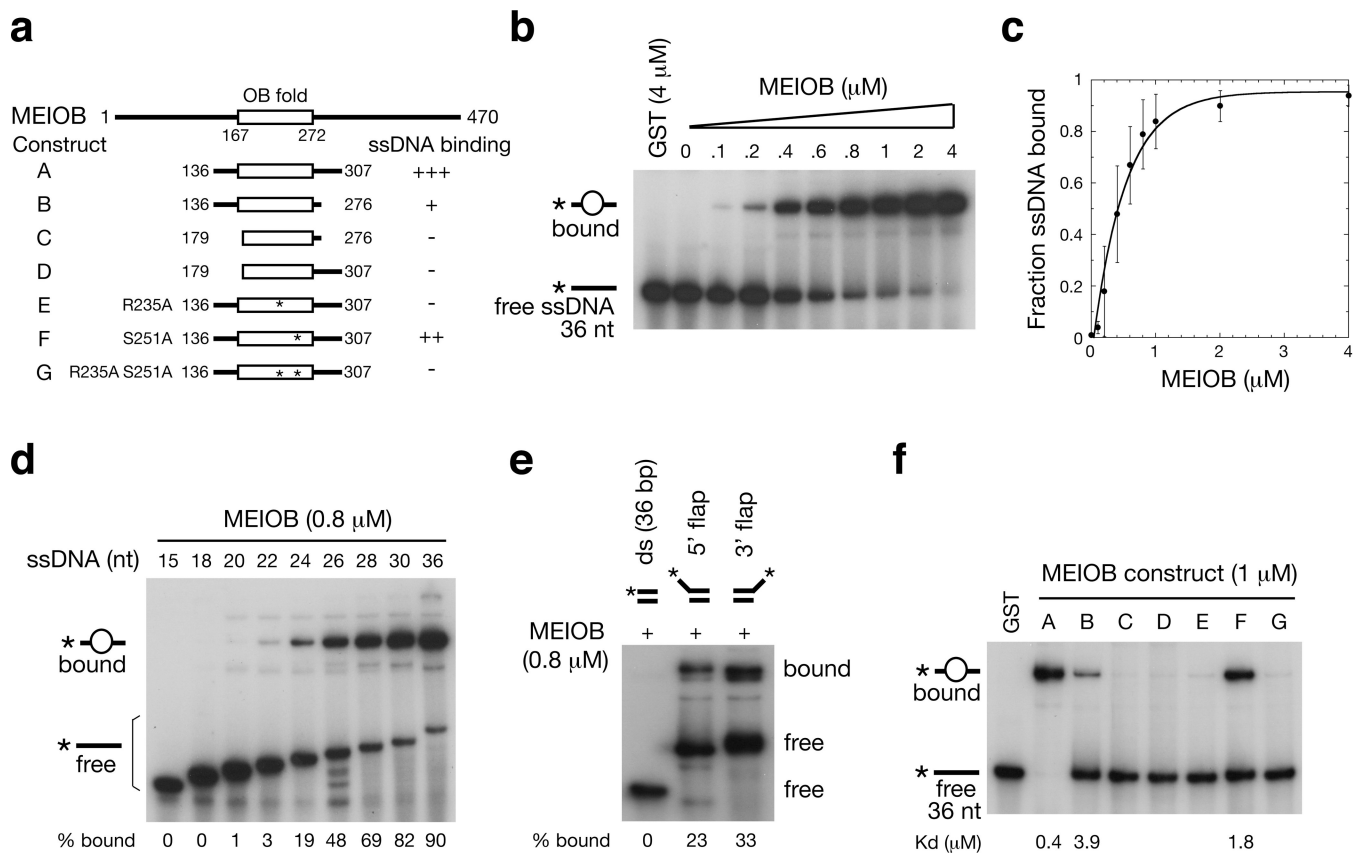 a
OB fold
MEIOB 1 470
167 272
Construct ssDNA binding
A 136 307 +++
B 136 276 +
C 179 276 -
D 179 307 -
E R235A 136 * 307 -
F S251A 136 * 307 ++
G R235A S251A 136 * * 307 -
b
GST (4 μM)
MEIOB (μM)
0 .1 .2 .4 .6 .8 1 2 4
*
bound
*
free ssDNA
36 nt
c
Fraction ssDNA bound
1
0.8
0.6
0.4
0.2
0
0 1 2 3 4
MEIOB (μM)
d
MEIOB (0.8 μM)
ssDNA (nt) 15 18 20 22 24 26 28 30 36
*
bound
*
free
% bound 0 0 1 3 19 48 69 82 90
e
ds (36 bp)
5' flap
3' flap
* * *
MEIOB + + +
(0.8 μM)
bound
free
free
% bound 0 23 33
f
MEIOB construct (1 μM)
GST A B C D E F G
*
bound
*
free
36 nt
Kd (μM) 0.4 3.9 1.8